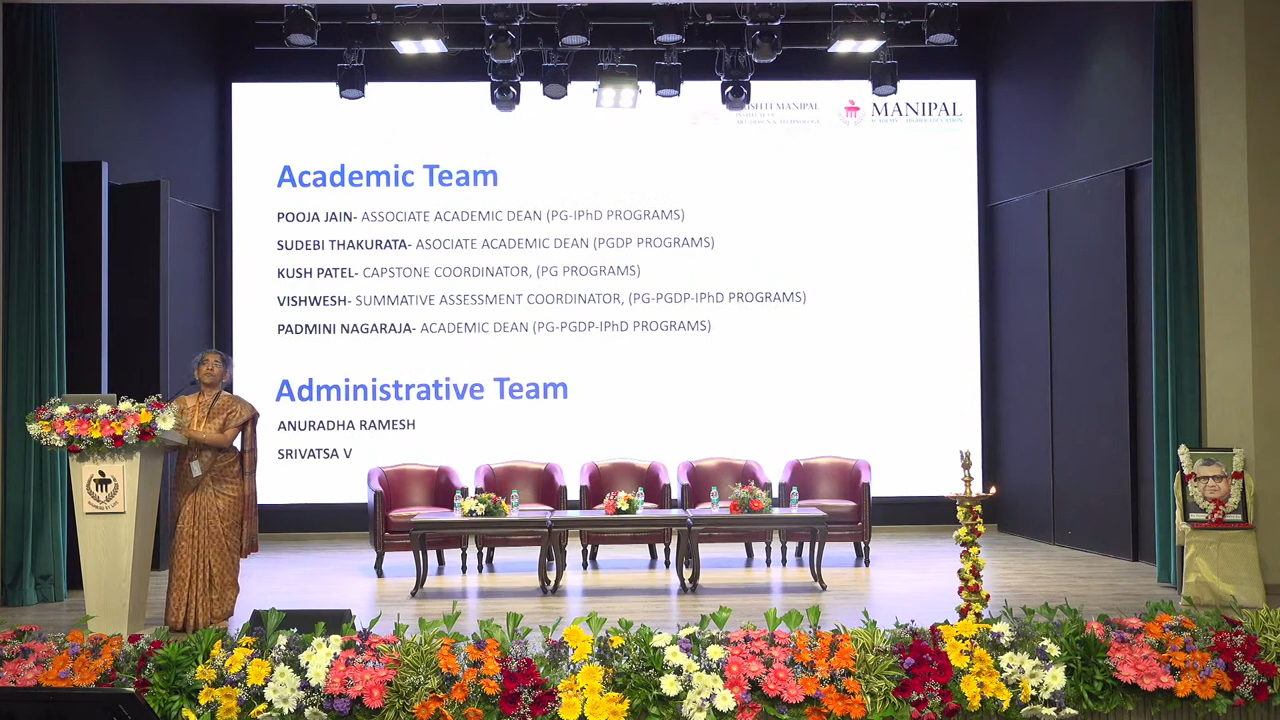 MANIPAL
Academic Team
POOJA JAIN- ASSOCIATE ACADEMIC DEAN (PG-IPhD PROGRAMS)
SUDEBI THAKURATA- ASOCIATE ACADEMIC DEAN (PGDP PROGRAMS)
KUSH PATEL- CAPSTONE COORDINATOR, (PG PROGRAMS)
VISHWESH- SUMMATIVE ASSESSMENT COORDINATOR, (PG-PGDP-IPhD PROGRAMS)
PADMINI NAGARAJA- ACADEMIC DEAN (PG-PGDP-IPhD PROGRAMS)
Administrative Team
ANURADHA RAMESH
SRIVATSA V